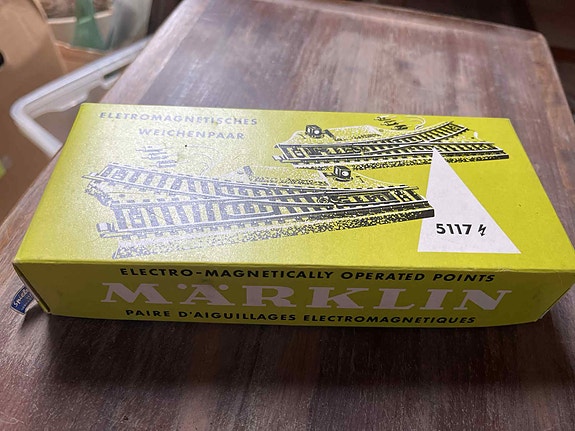 ELETROMAGNETISCHES
WEICHENPAAR
5117
ELECTRO-MAGNETICALLY OPERATED POINTS
MÄRKLIN
PAIRE D'AIGUILLAGES ELECTROMAGNETIQUES